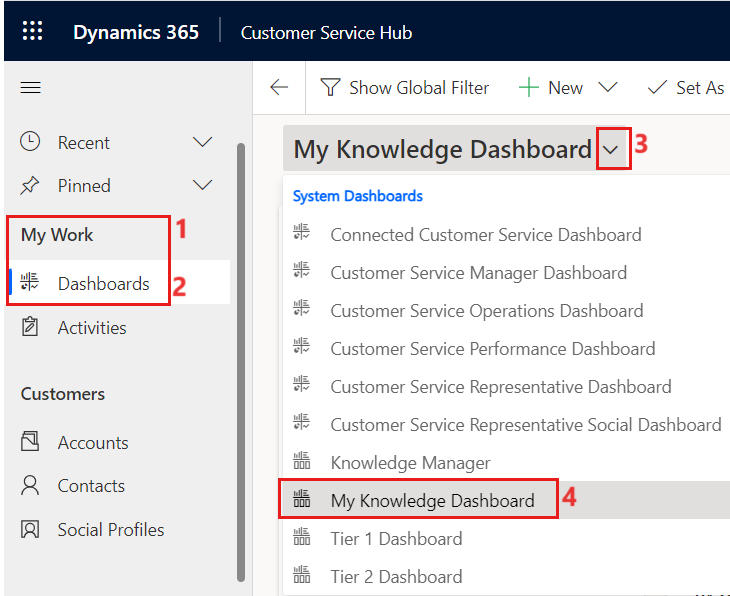 Dynamics 365 Customer Service Hub
Show Global Filter New Set As
Recent
Pinned
My Work 1
Dashboards 2
Activities
Customers
Accounts
Contacts
Social Profiles
My Knowledge Dashboard 3
System Dashboards
Connected Customer Service Dashboard
Customer Service Manager Dashboard
Customer Service Operations Dashboard
Customer Service Performance Dashboard
Customer Service Representative Dashboard
Customer Service Representative Social Dashboard
Knowledge Manager
My Knowledge Dashboard 4
Tier 1 Dashboard
Tier 2 Dashboard